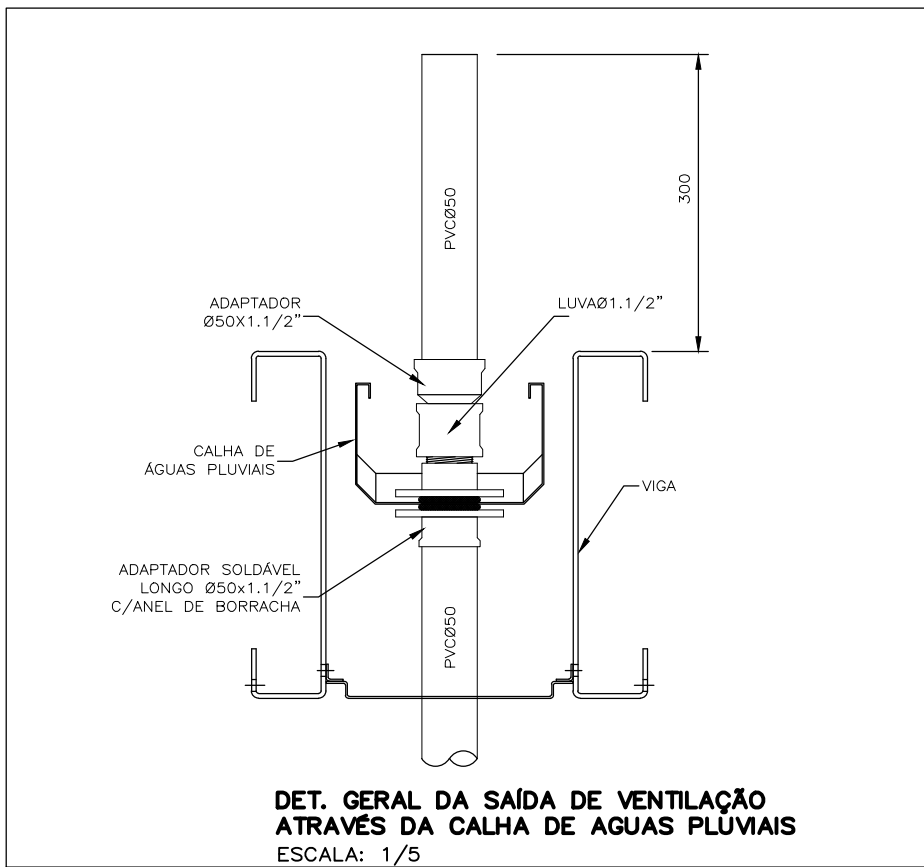 PVCØ50
300
ADAPTADOR
Ø50X1.1/2"
LUVAØ1.1/2"
CALHA DE
ÁGUAS PLUVIAIS
VIGA
ADAPTADOR SOLDÁVEL
LONGO Ø50x1.1/2"
C/ANEL DE BORRACHA
PVCØ50
DET. GERAL DA SAÍDA DE VENTILAÇÃO
ATRAVÉS DA CALHA DE AGUAS PLUVIAIS
ESCALA: 1/5